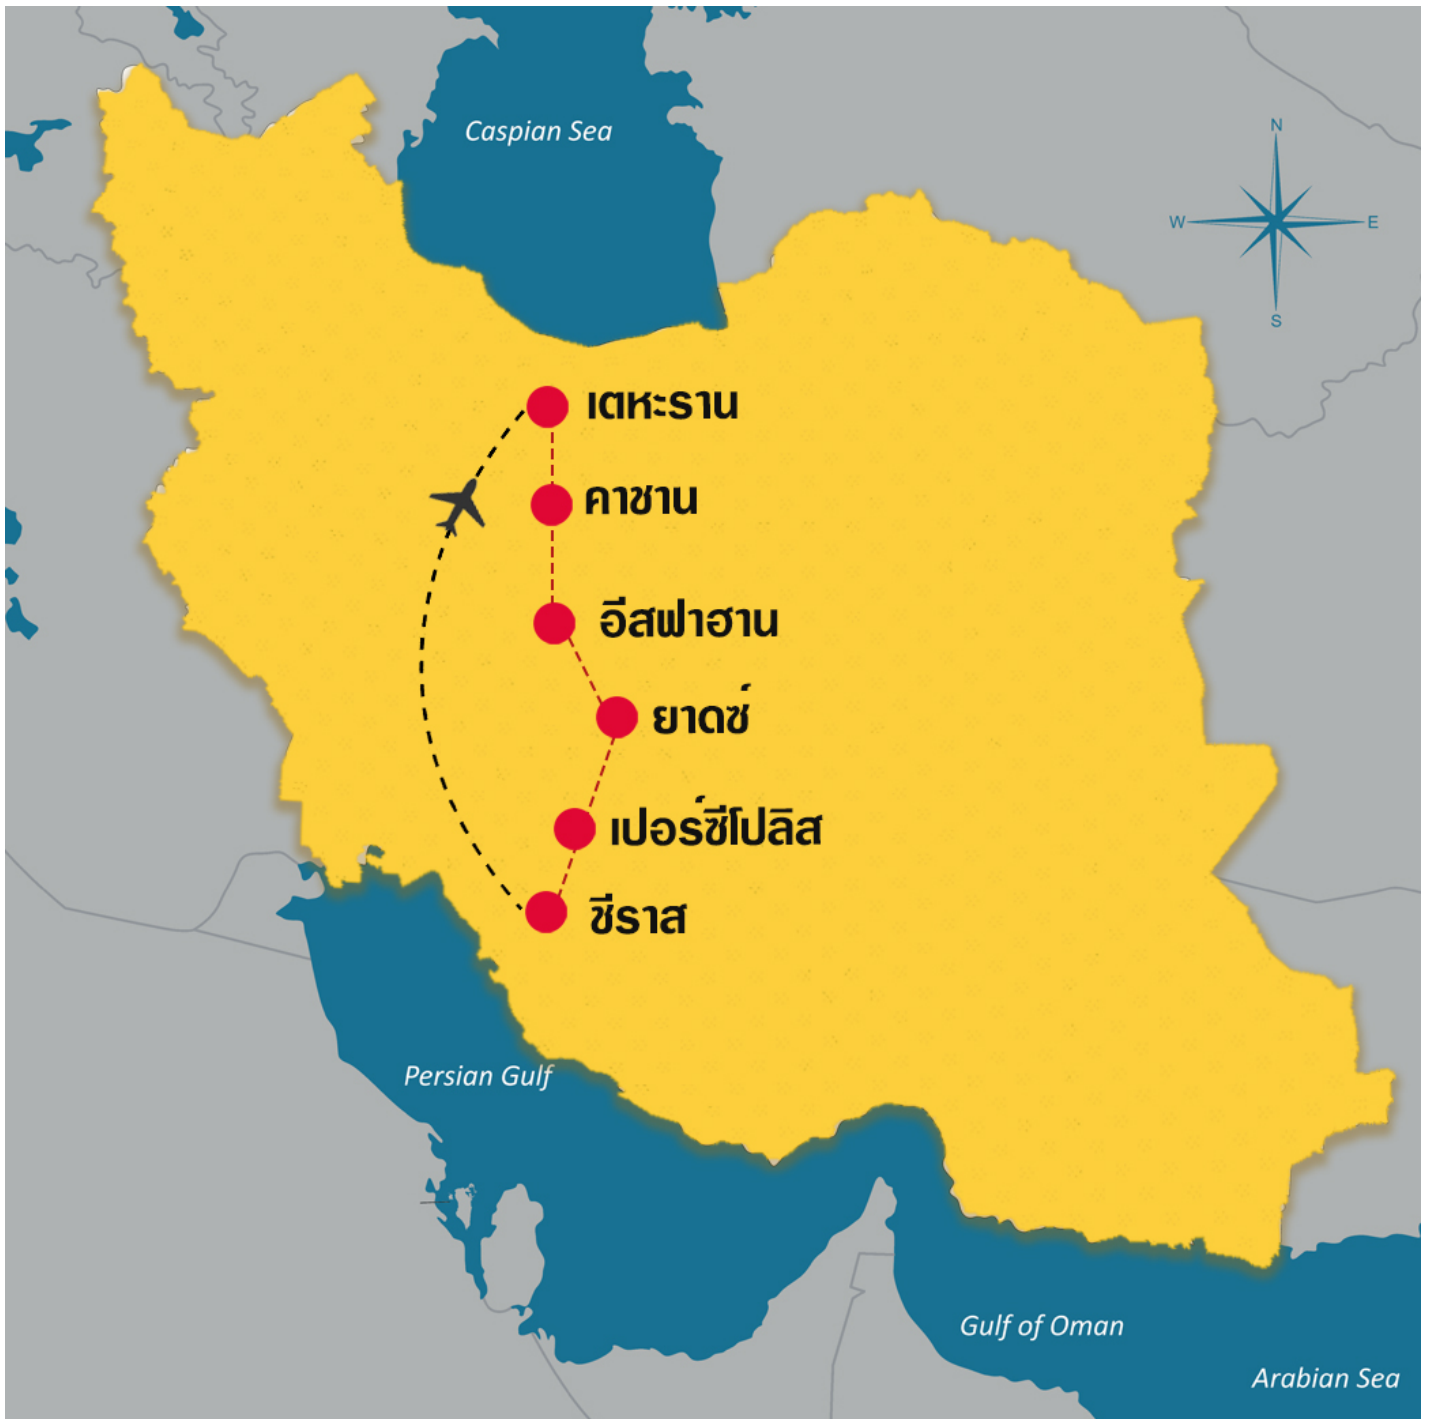 Caspian Sea
N
W
E
S
เตหะราน
คาชาน
อีสฟาฮาน
ยาดซ์
เปอร์ซีโปลิส
ชีราส
Persian Gulf
Gulf of Oman
Arabian Sea